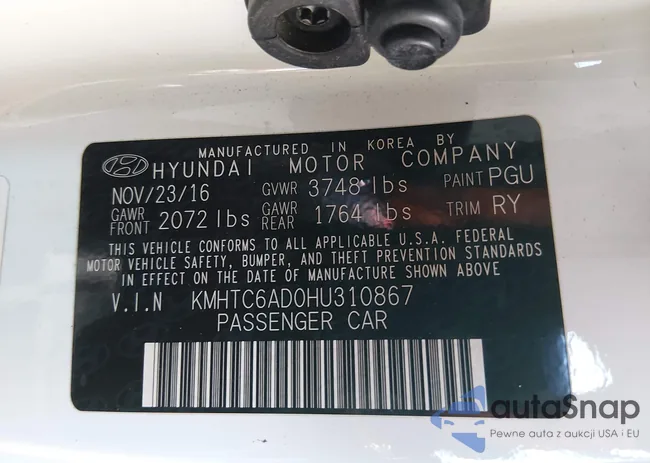 MANUFACTURED IN KOREA BY
HYUNDAI MOTOR COMPANY
NOV/23/16 GVWR 3748 lbs PAINT PGU
GAWR FRONT 2072 lbs GAWR REAR 1764 lbs TRIM RY
THIS VEHICLE CONFORMS TO ALL APPLICABLE U.S.A. FEDERAL
MOTOR VEHICLE SAFETY, BUMPER, AND THEFT PREVENTION STANDARDS
IN EFFECT ON THE DATE OF MANUFACTURE SHOWN ABOVE
V.I.N KMHTC6AD0HU310867
PASSENGER CAR
autaSnap
Pewne auta z aukcji USA i EU